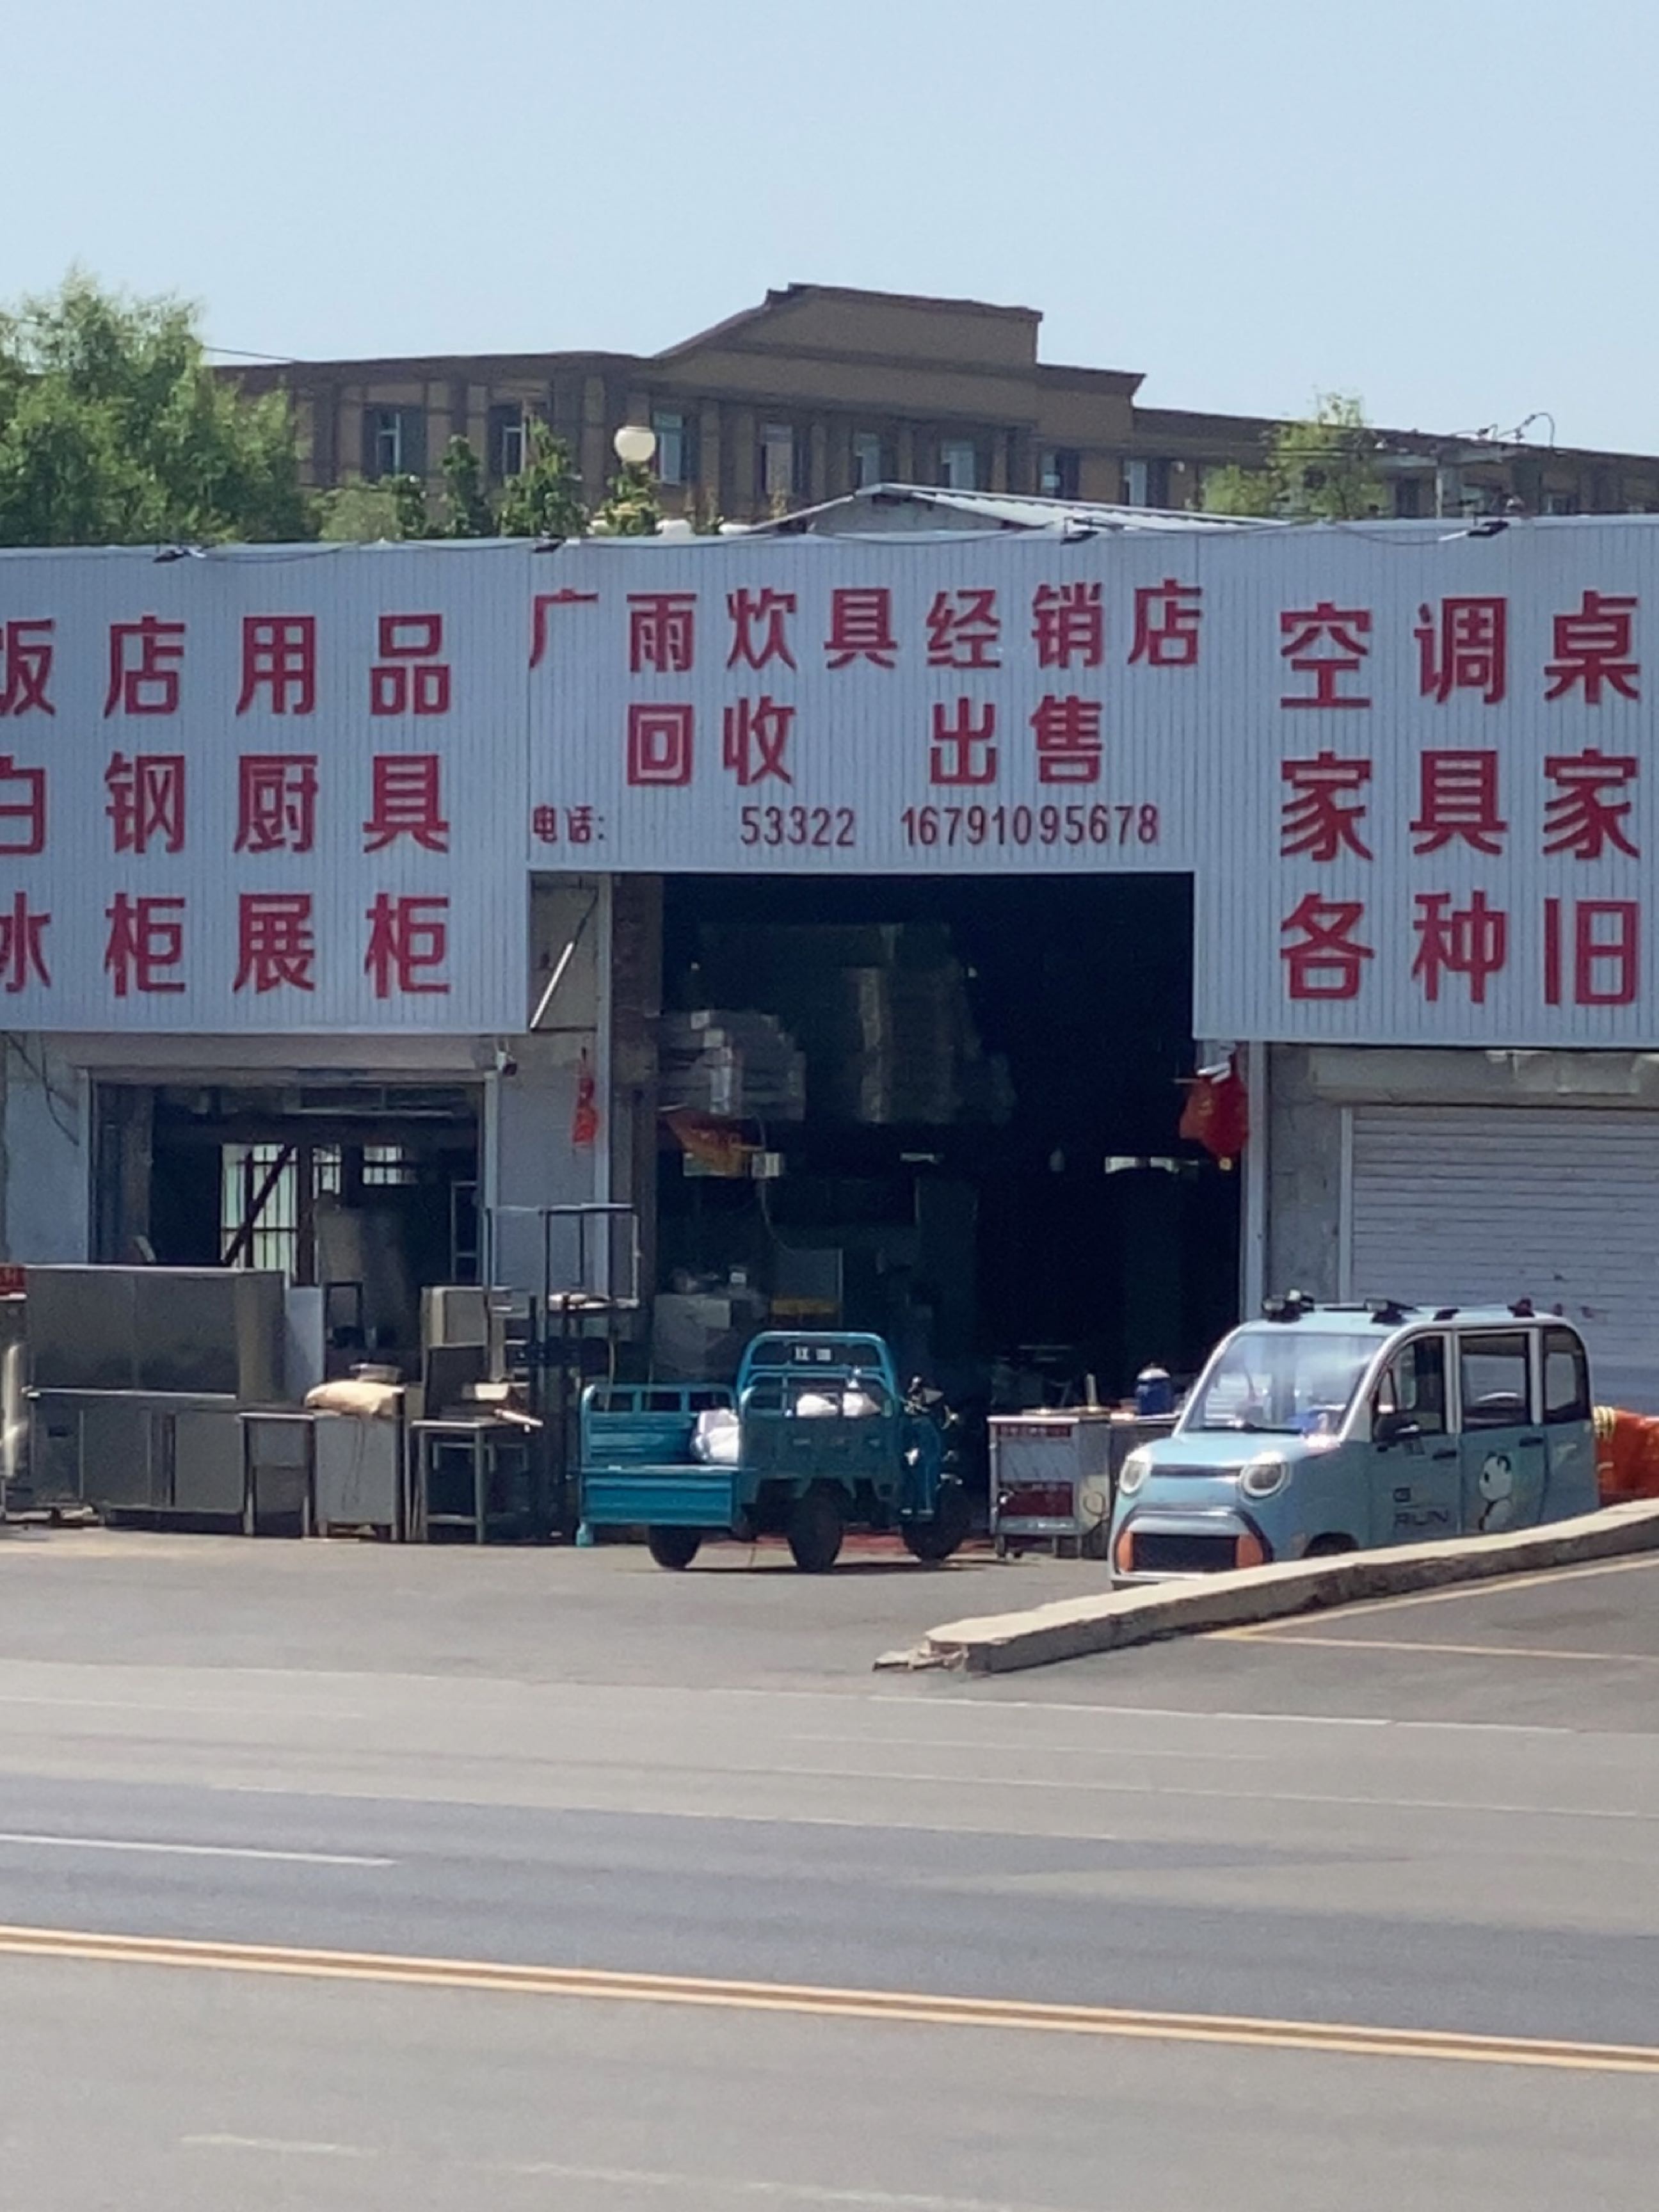 饭店用品
白钢厨具
冰柜展柜
广雨炊具经销店
回收 出售
电话: 53322 16791095678
空调桌
家具家
各种旧
RUN